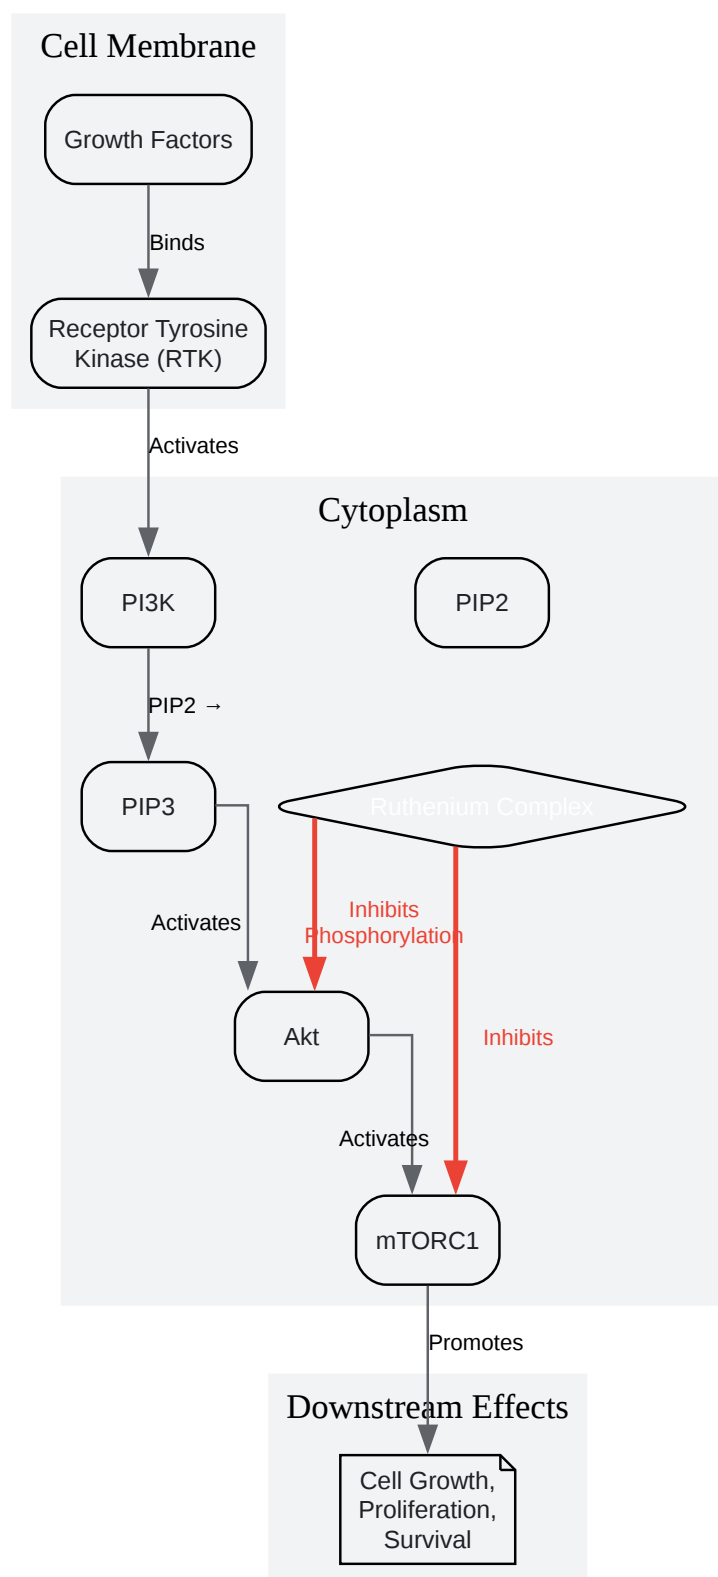 Cell Membrane
Growth Factors
Binds
Receptor Tyrosine
Kinase (RTK)
Activates
Cytoplasm
PI3K
PIP2
PIP2 →
PIP3
Ruthenium Complex
Activates
Inhibits
Phosphorylation
Akt
Inhibits
Activates
mTORC1
Promotes
Downstream Effects
Cell Growth,
Proliferation,
Survival